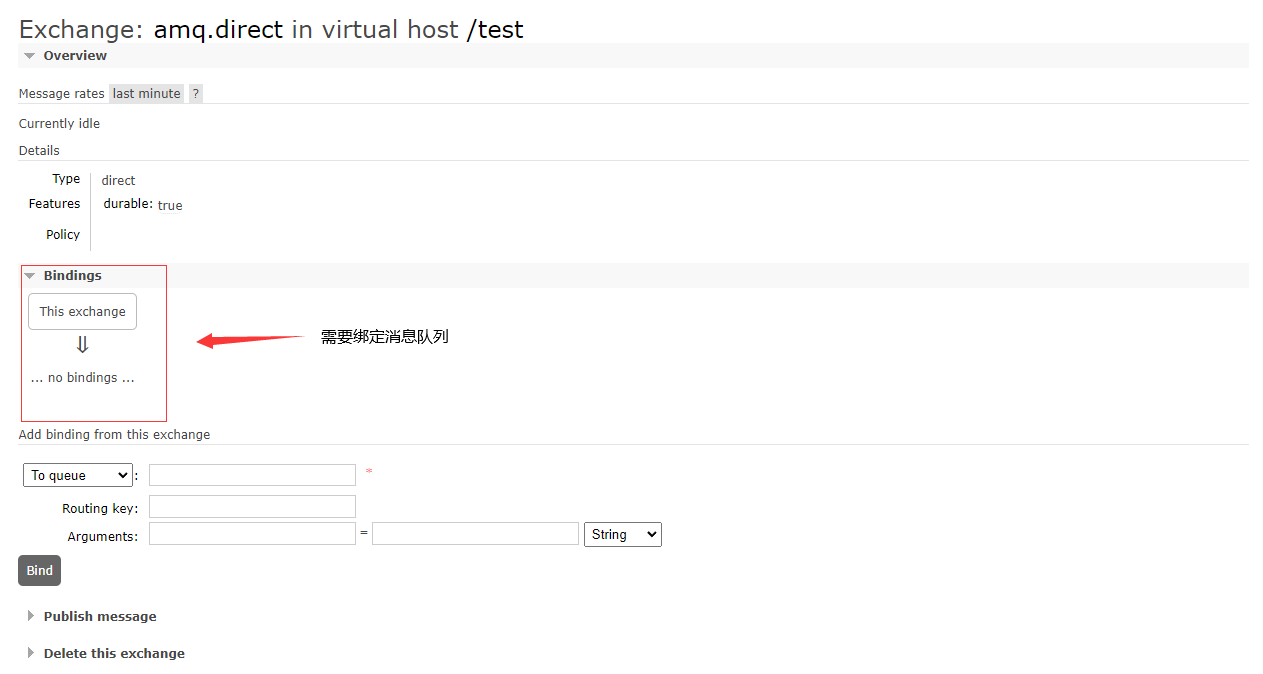 Exchange: amq.direct in virtual host /test
Overview
Message rates last minute ?
Currently idle
Details
Type direct
Features durable: true
Policy
Bindings
This exchange
⇓
需要绑定消息队列
... no bindings ...
Add binding from this exchange
To queue : *
Routing key:
Arguments: = String
Bind
Publish message
Delete this exchange